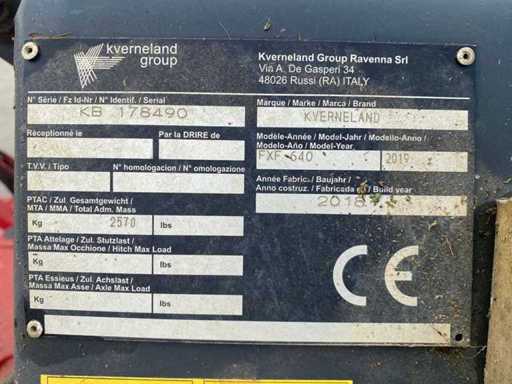 kverneland
group
Kverneland Group Ravenna Srl
Via A. De Gasperi 34
48026 Russi (RA) ITALY
N° Série / Fz Id-Nr / N° Identif. / Serial
KB 178490
Marque / Marke / Marca / Brand
KVERNELAND
Réceptionné le
Par la DRIRE de
Modèle-Année / Model-Jahr / Modello-Anno /
Modelo-Año / Model-Year
FXF 640
2019
T.V.V. / Tipo
N° homologacion / N° omologazione
Année Fabric. / Baujahr /
Anno costruz. / Fabricado / Build year
2018
PTAC / Zul. Gesamtgewicht /
MTA / MMA / Total Adm. Mass
Kg 2570 lbs
PTA Attelage / Zul. Stutzlast /
Massa Max Occhione / Hitch Max Load
Kg lbs
PTA Essieus / Zul. Achslast /
Massa Max Asse / Axle Max Load
Kg lbs
CE